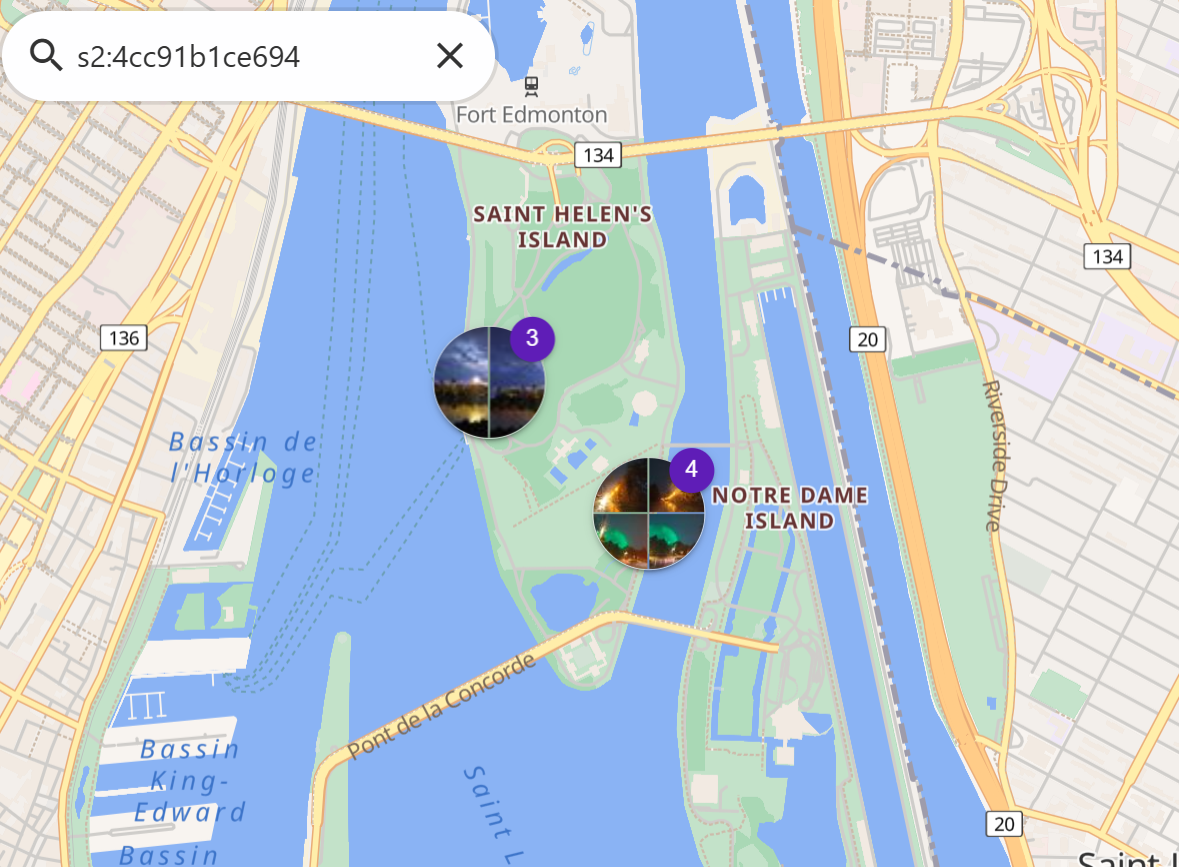 s2:4cc91b1ce694
Fort Edmonton
134
SAINT HELEN'S
ISLAND
134
136
3
20
Riverside Drive
Bassin de
l'Horloge
4
NOTRE DAME
ISLAND
Pont de la Concorde
Bassin
King-
Edward
Saint L
20
Bassin